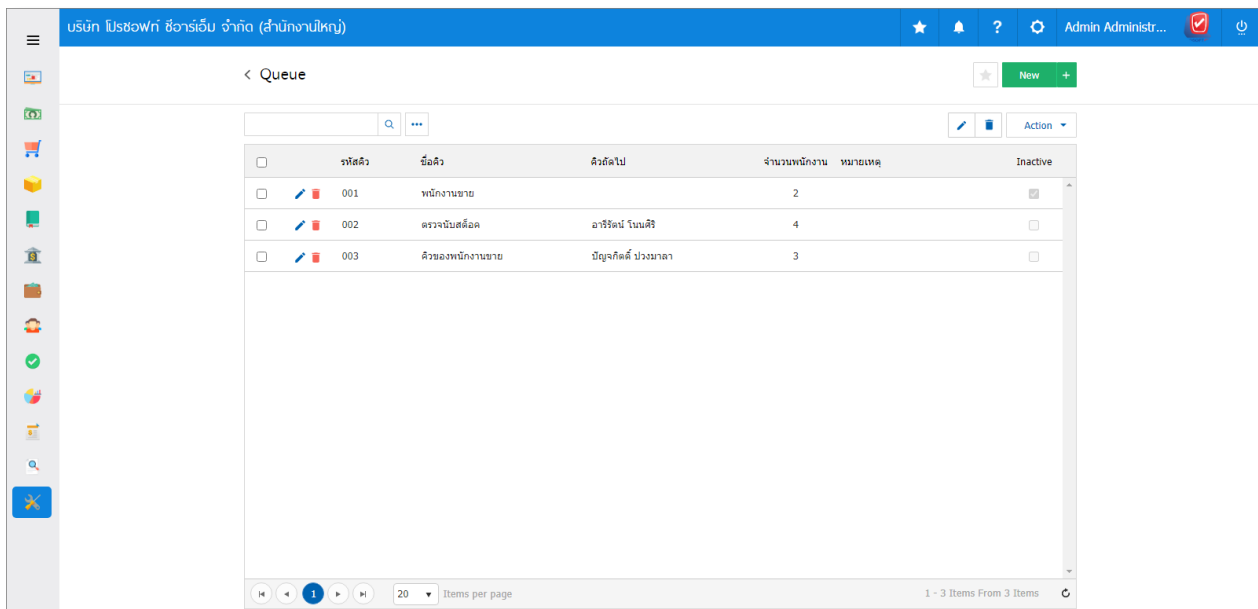 บริษัท โปรซอฟท์ ซีอาร์เอ็ม จำกัด (สำนักงานใหญ่) ? Admin Administr...
< Queue New +
Action
รหัสคิว ชื่อคิว คิวถัดไป จำนวนพนักงาน หมายเหตุ Inactive
001 พนักงานขาย 2
002 ตรวจนับสต็อค อารีรัตน์ โนนศิริ 4
003 คิวของพนักงานขาย ปัญจกิตติ์ ปวงมาลา 3
1 20 Items per page 1 - 3 Items From 3 Items